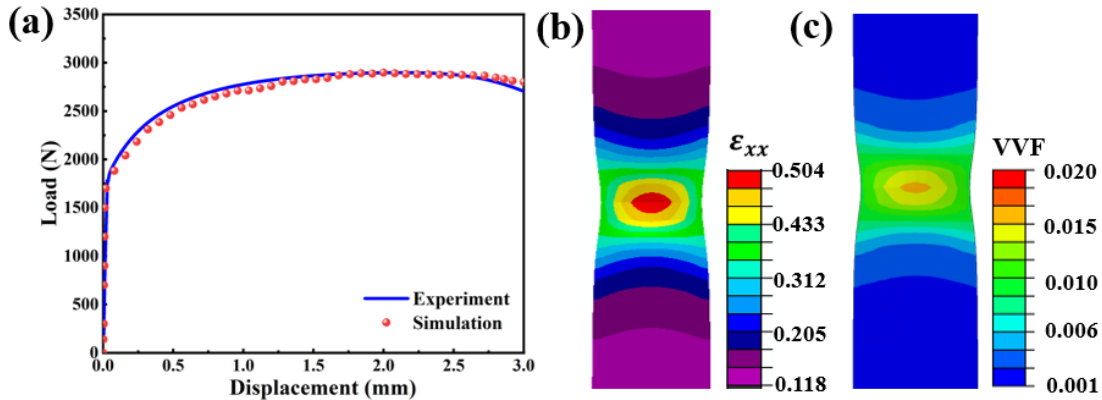 (a)
3500
3000
2500
2000
1500
1000
500
0
Load (N)
0.0 0.5 1.0 1.5 2.0 2.5 3.0
Displacement (mm)
Experiment
Simulation
(b)
εxx
0.504
0.433
0.312
0.205
0.118
(c)
VVF
0.020
0.015
0.010
0.006
0.001